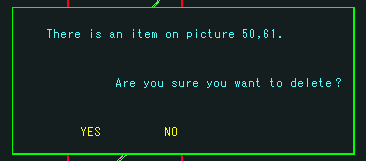 There is an item on picture 50,61.
Are you sure you want to delete?
YES NO